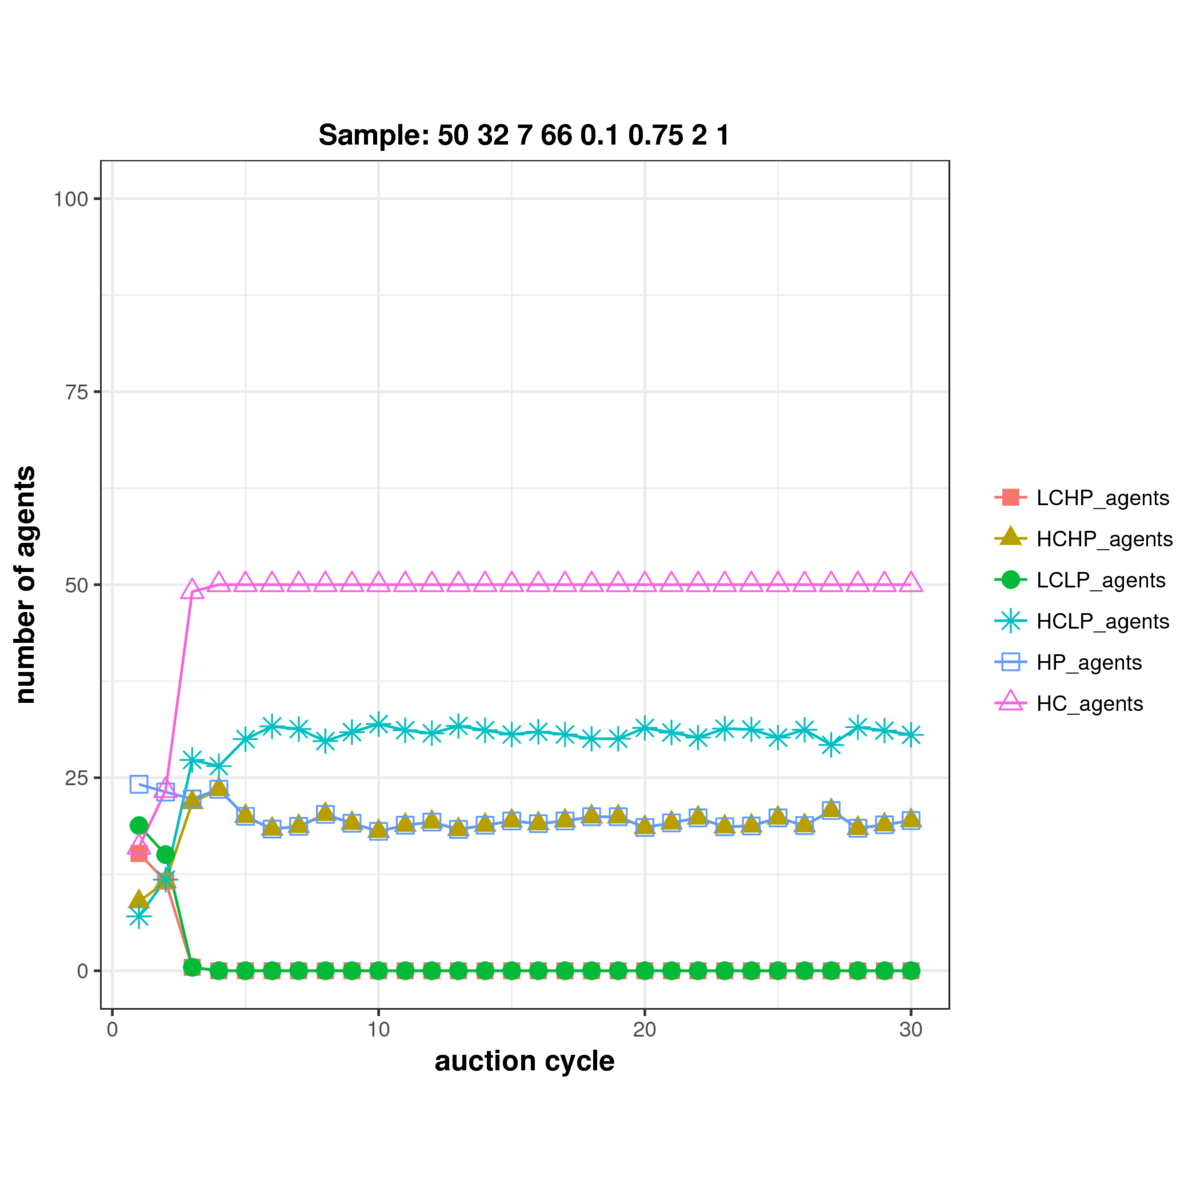 Sample: 50 32 7 66 0.1 0.75 2 1
100
75
50
25
0
number of agents
0 10 20 30
auction cycle
LCHP_agents
HCHP_agents
LCLP_agents
HCLP_agents
HP_agents
HC_agents